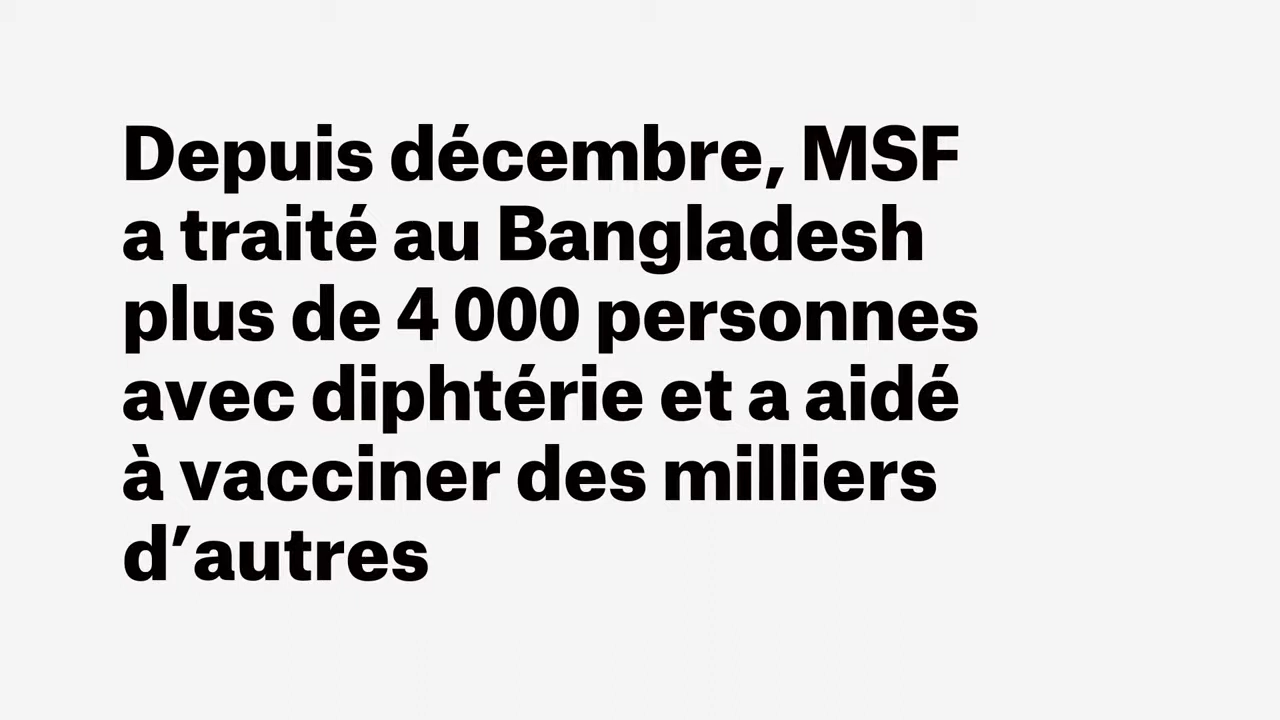 Depuis décembre, MSF
a traité au Bangladesh
plus de 4 000 personnes
avec diphtérie et a aidé
à vacciner des milliers
d’autres